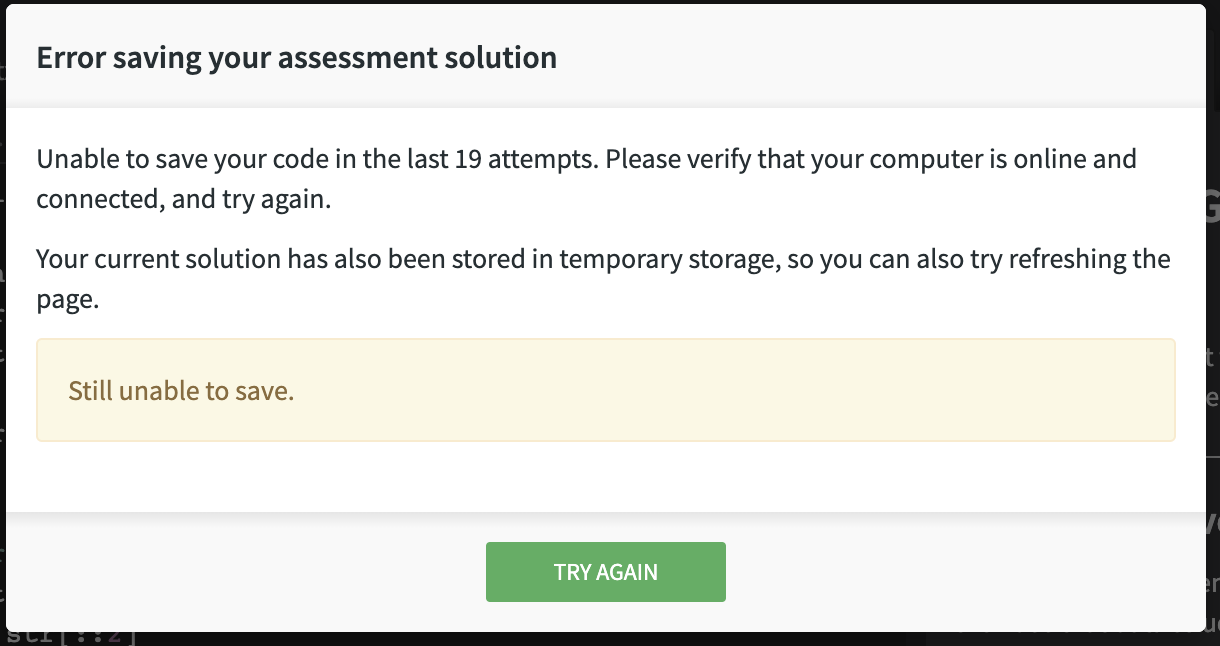 Error saving your assessment solution
Unable to save your code in the last 19 attempts. Please verify that your computer is online and
connected, and try again.
Your current solution has also been stored in temporary storage, so you can also try refreshing the
page.
Still unable to save.
TRY AGAIN
str[::2]